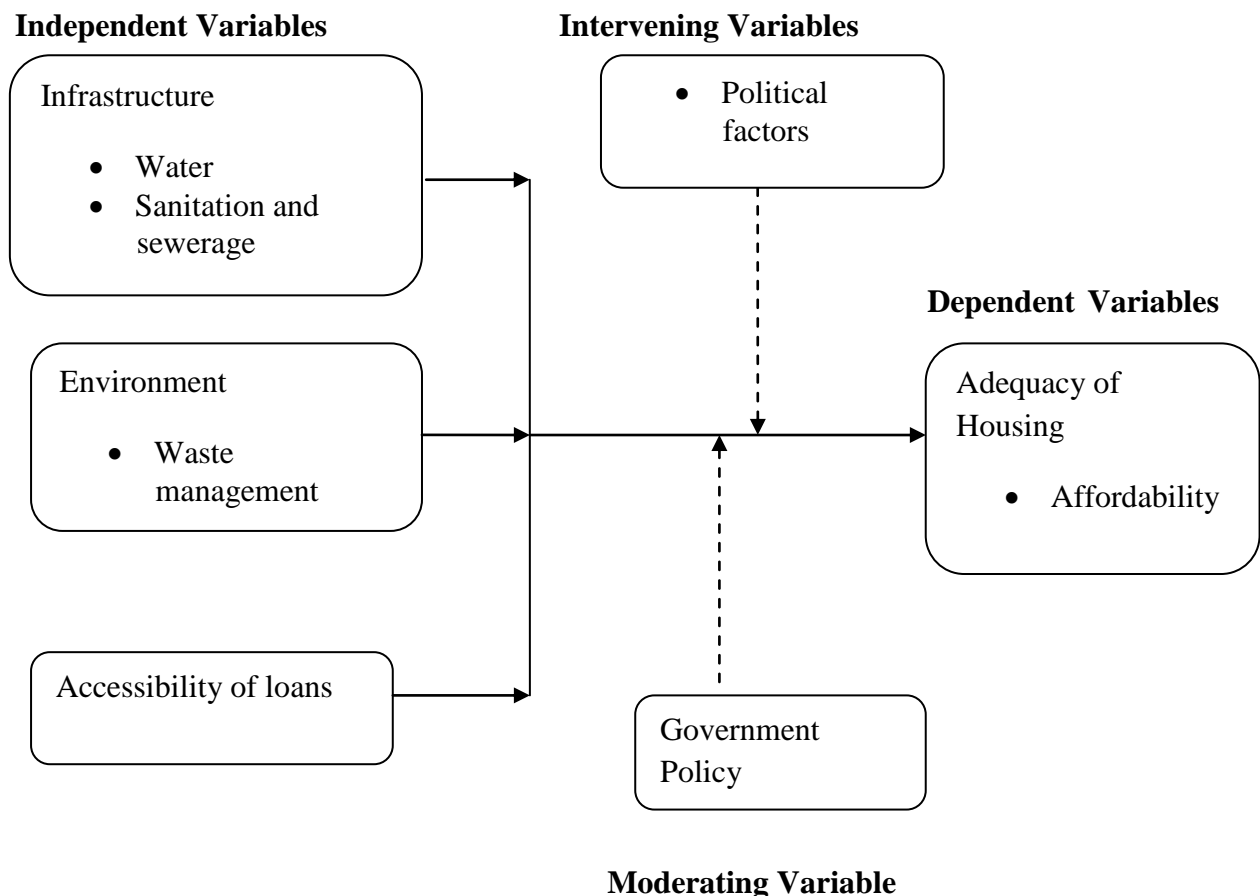 Independent Variables
Infrastructure
• Water
• Sanitation and
sewerage
Environment
• Waste
management
Accessibility of loans
Intervening Variables
• Political
factors
Government
Policy
Moderating Variable
Dependent Variables
Adequacy of
Housing
• Affordability